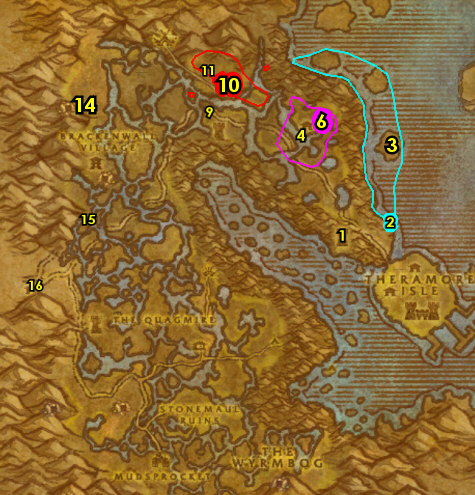 11
10
14
9
6
4
BRACKENWALL
VILLAGE
3
15
2
1
THERAMORE
ISLE
16
THE QUAGMIRE
STONEMAUL
RUINS
THE
WYRMBOG
MUDSPROCKET